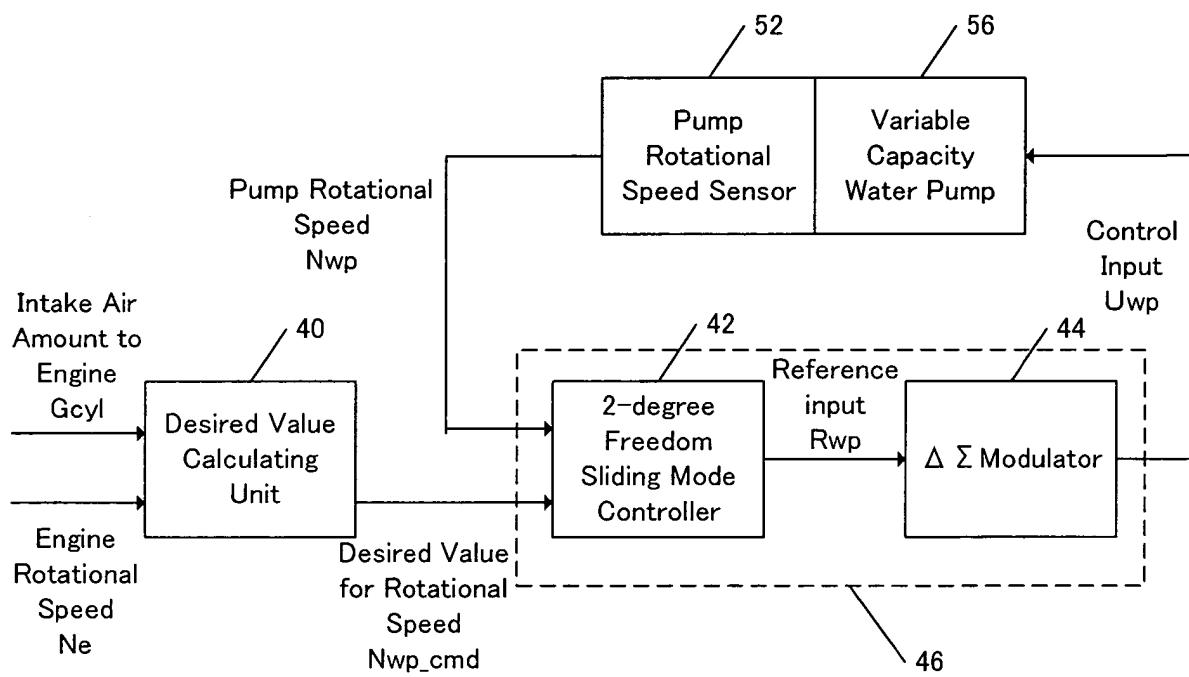 52
56
Pump
Rotational
Speed Sensor
Variable
Capacity
Water Pump
Pump Rotational
Speed
Nwp
Control
Input
Uwp
Intake Air
Amount to
Engine
Gcyl
40
42
44
Desired Value
Calculating
Unit
2-degree
Freedom
Sliding Mode
Controller
Reference
input
Rwp
Δ Σ Modulator
Engine
Rotational
Speed
Ne
Desired Value
for Rotational
Speed
Nwp_cmd
46